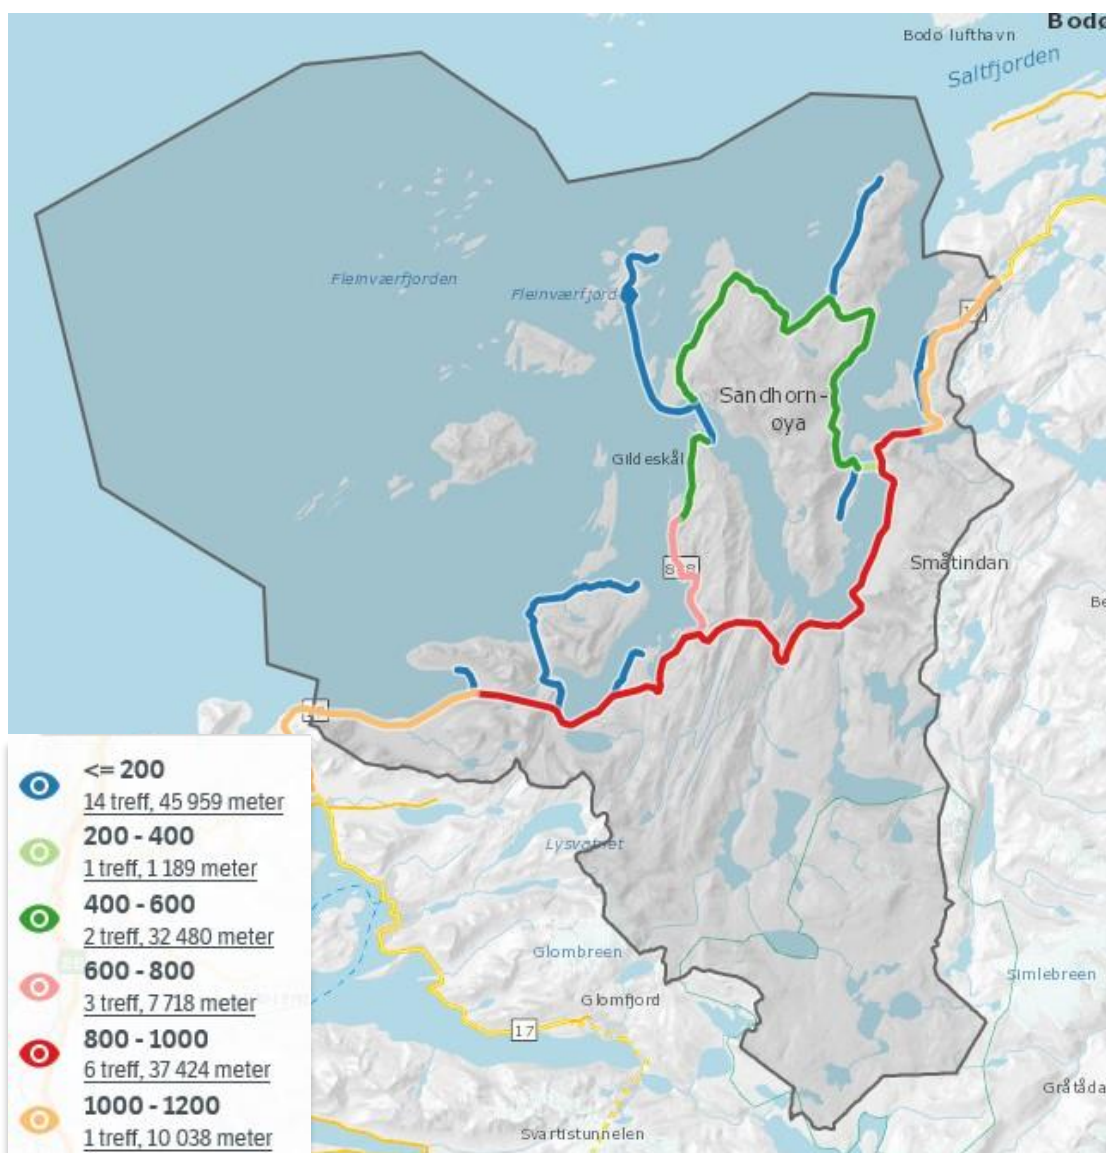 Bodø
Bodø lufthavn
Saltfjorden
Fleinværfjorden
Fleinværfjord
Sandhorn-
øya
Gildeskål
Småtindan
Lysvatnet
Glombreen
Simlebreen
Glomfjord
17
Svartistunnelen
<= 200
14 treff, 45 959 meter
200 - 400
1 treff, 1 189 meter
400 - 600
2 treff, 32 480 meter
600 - 800
3 treff, 7 718 meter
800 - 1000
6 treff, 37 424 meter
1000 - 1200
1 treff, 10 038 meter